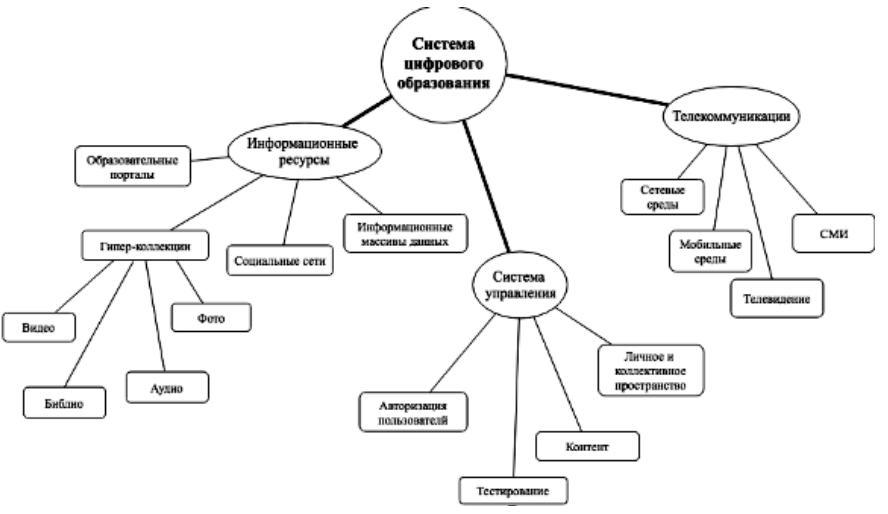 Система
цифрового
образования
Телекоммуникации
Информационные
ресурсы
Образовательные
порталы
Сетевые
среды
Информационные
массивы данных
СМИ
Гипер-коллекции
Социальные сети
Мобильные
среды
Система
управления
Телевидение
Фото
Видео
Личное и
коллективное
пространство
Аудио
Библио
Авторизация
пользователй
Контент
Тестирование